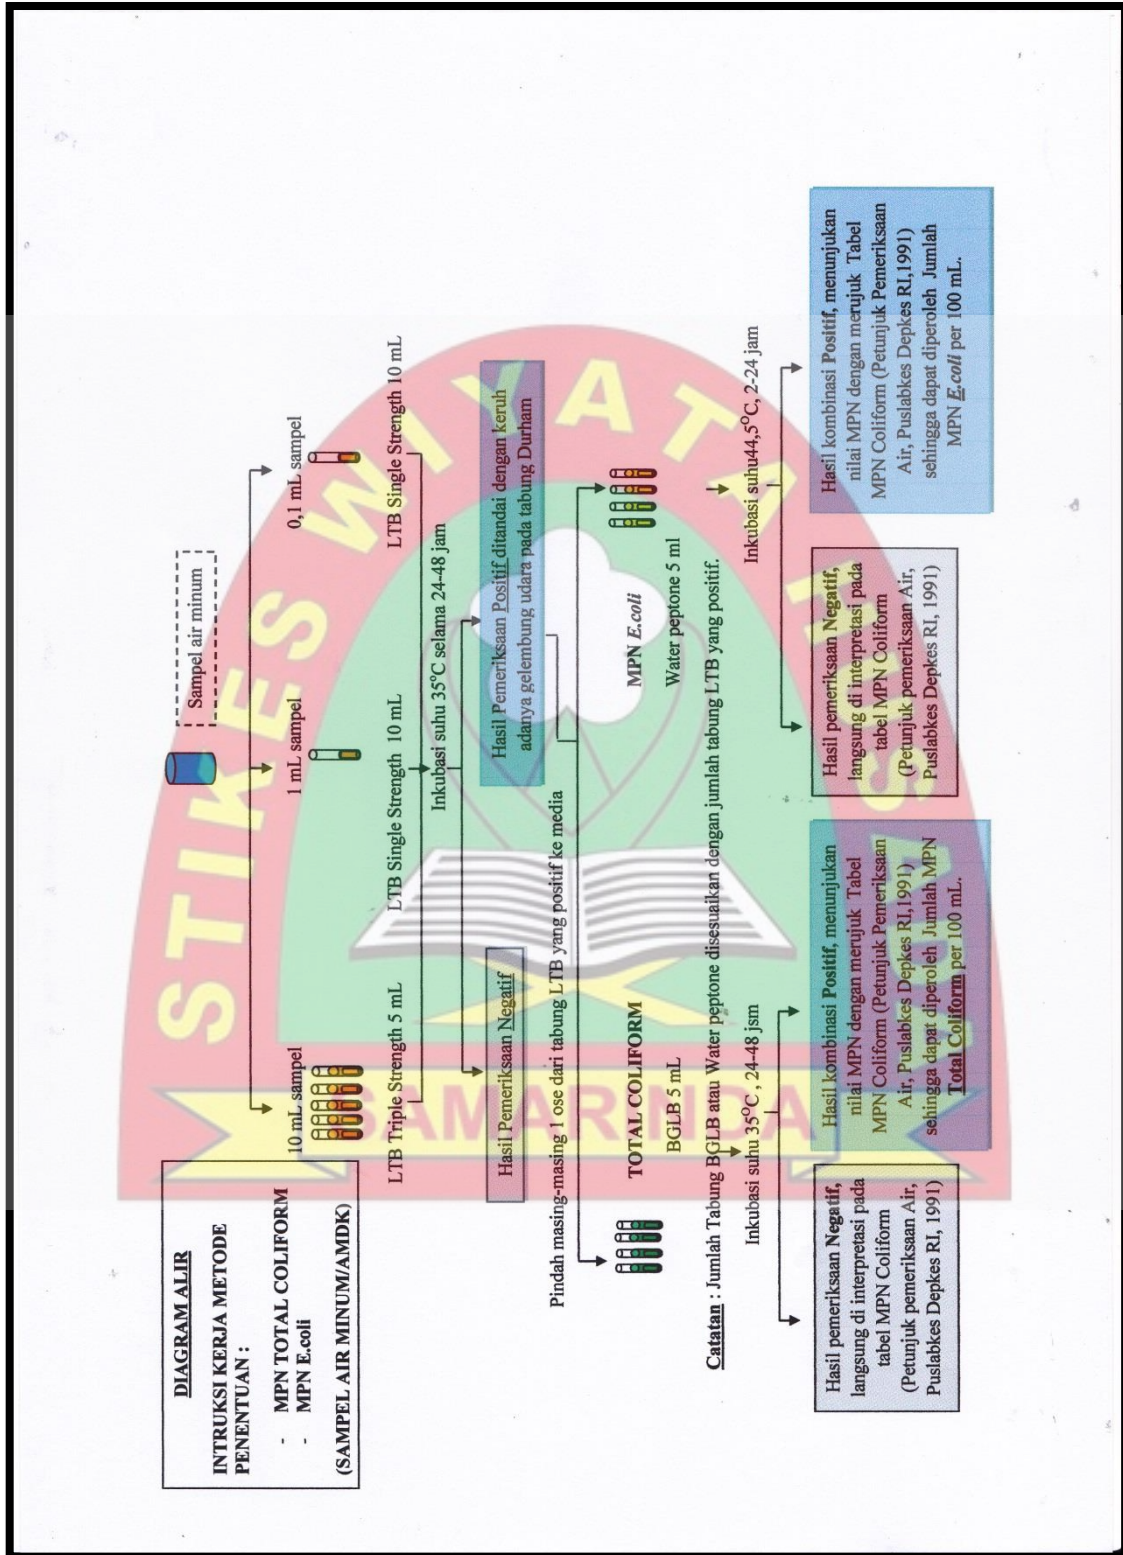 DIAGRAM ALIR
INTRUKSI KERJA METODE
PENENTUAN :
- MPN TOTAL COLIFORM
- MPN E.coli
(SAMPEL AIR MINUM/AMDK)
Sampel air minum
10 mL sampel
1 mL sampel
0,1 mL sampel
LTB Triple Strength 5 mL
LTB Single Strength 10 mL
LTB Single Strength 10 mL
Inkubasi suhu 35°C selama 24-48 jam
Hasil Pemeriksaan Negatif
Hasil Pemeriksaan Positif ditandai dengan keruh
adanya gelembung udara pada tabung Durham
Pindah masing-masing 1 ose dari tabung LTB yang positif ke media
TOTAL COLIFORM
BGLB 5 mL
MPN E.coli
Water peptone 5 ml
Catatan : Jumlah Tabung BGLB atau Water peptone disesuaikan dengan jumlah tabung LTB yang positif.
Inkubasi suhu 35°C , 24-48 jsm
Inkubasi suhu44,5°C, 2-24 jam
Hasil pemeriksaan Negatif,
langsung di interpretasi pada
tabel MPN Coliform
(Petunjuk pemeriksaan Air,
Puslabkes Depkes RI, 1991)
Hasil kombinasi Positif, menunjukan
nilai MPN dengan merujuk Tabel
MPN Coliform (Petunjuk Pemeriksaan
Air, Puslabkes Depkes RI,1991)
sehingga dapat diperoleh Jumlah MPN
Total Coliform per 100 mL.
Hasil pemeriksaan Negatif,
langsung di interpretasi pada
tabel MPN Coliform
(Petunjuk pemeriksaan Air,
Puslabkes Depkes RI, 1991)
Hasil kombinasi Positif, menunjukan
nilai MPN dengan merujuk Tabel
MPN Coliform (Petunjuk Pemeriksaan
Air, Puslabkes Depkes RI,1991)
sehingga dapat diperoleh Jumlah
MPN E.coli per 100 mL.
STIKES WIYATA HUSADA
SAMARINDA